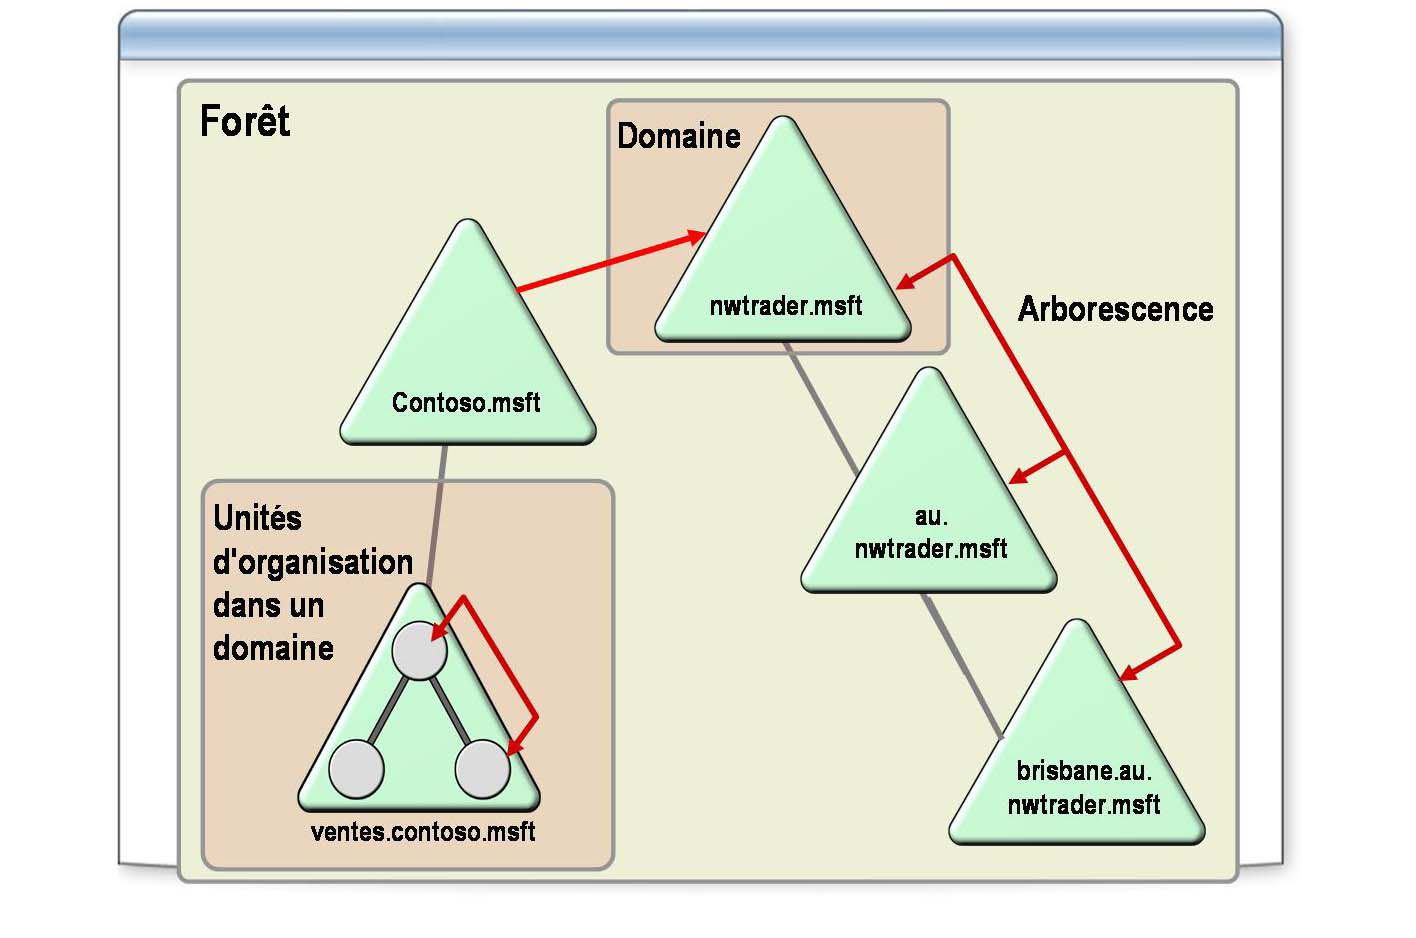 Forêt
Domaine
nwtrader.msft
Arborescence
Contoso.msft
au.
nwtrader.msft
Unités
d'organisation
dans un
domaine
ventes.contoso.msft
brisbane.au.
nwtrader.msft